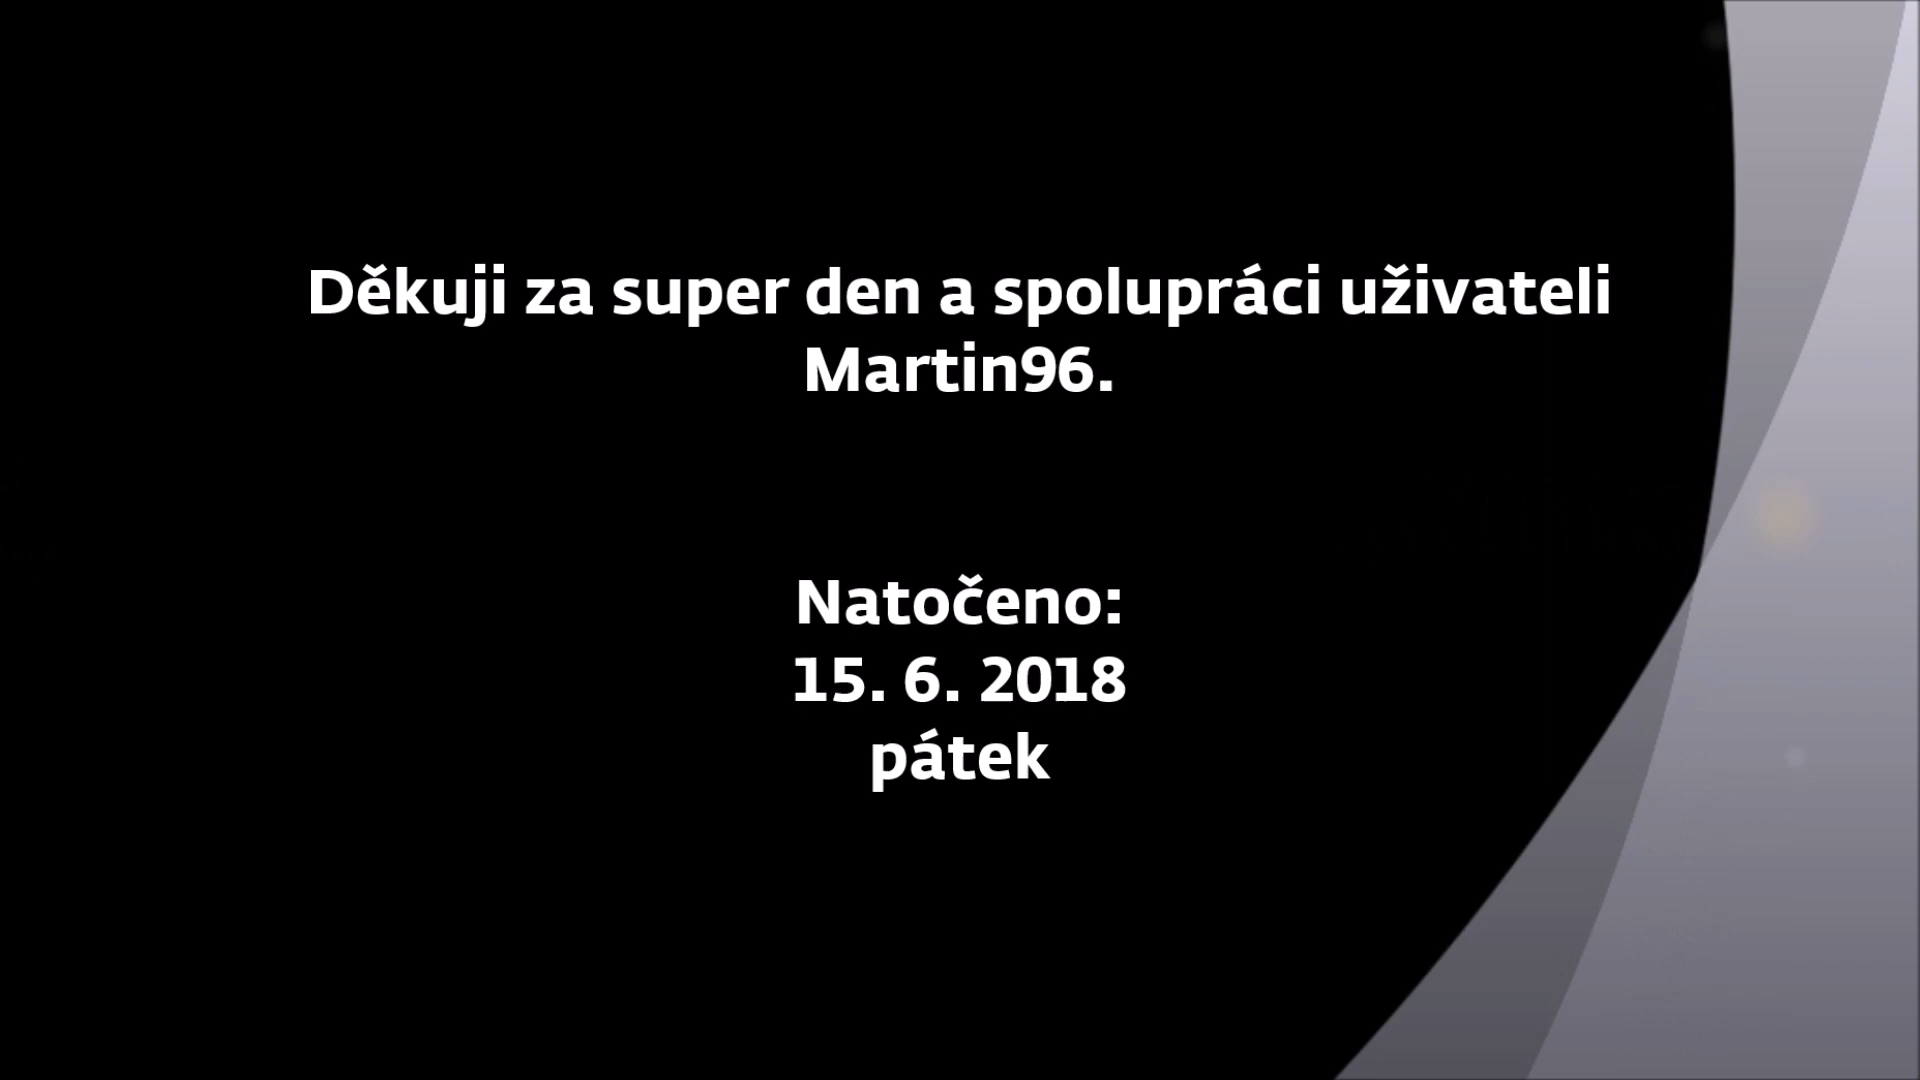 Děkuji za super den a spolupráci uživateli
Martin96.
Natočeno:
15. 6. 2018
pátek